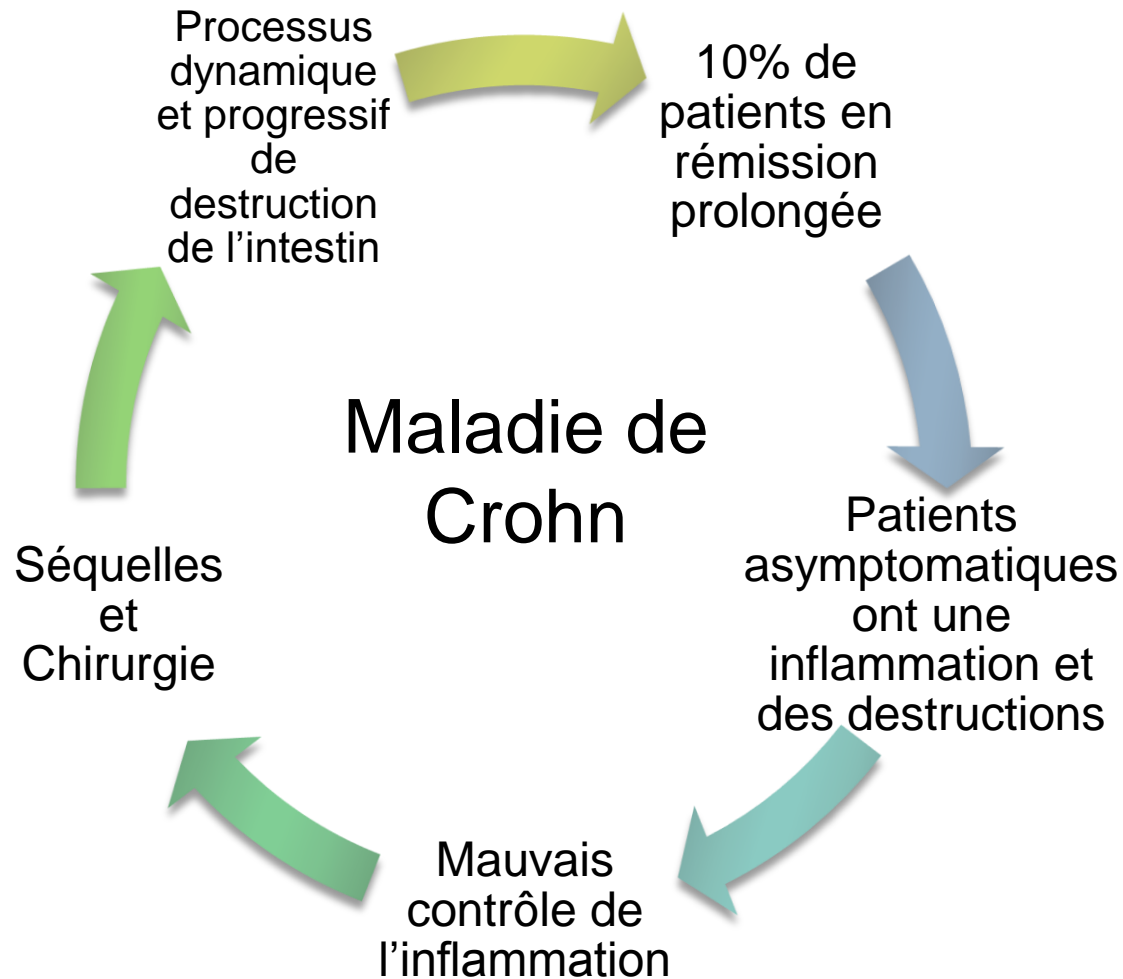 Processus
dynamique
et progressif
de
destruction
de l’intestin
10% de
patients en
rémission
prolongée
Maladie de
Crohn
Patients
asymptomatiques
ont une
inflammation et
des destructions
Mauvais
contrôle de
l’inflammation
Séquelles
et
Chirurgie